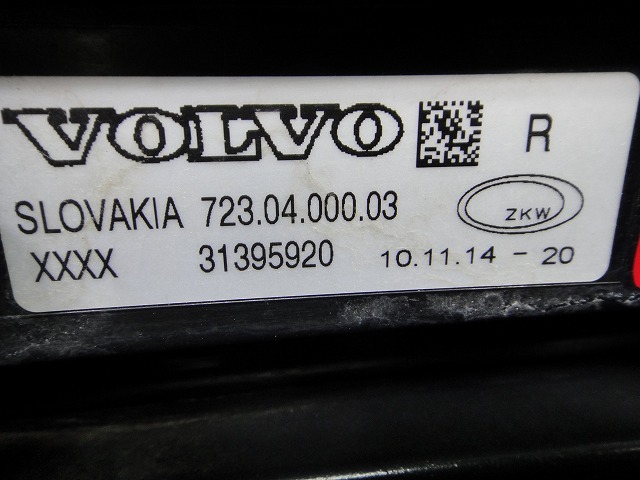 VOLVO R
SLOVAKIA 723.04.000.03 ZKW
XXXX 31395920 10.11.14 - 20